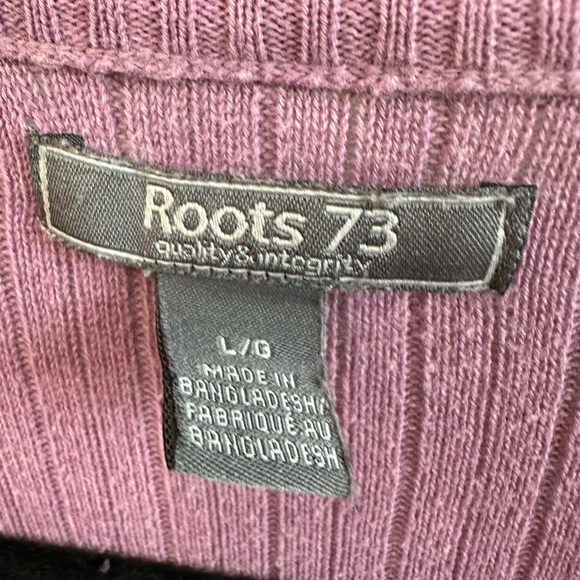 Roots 73
quality & integrity
L/G
MADE IN
BANGLADESH/
FABRIQUÉ AU
BANGLADESH